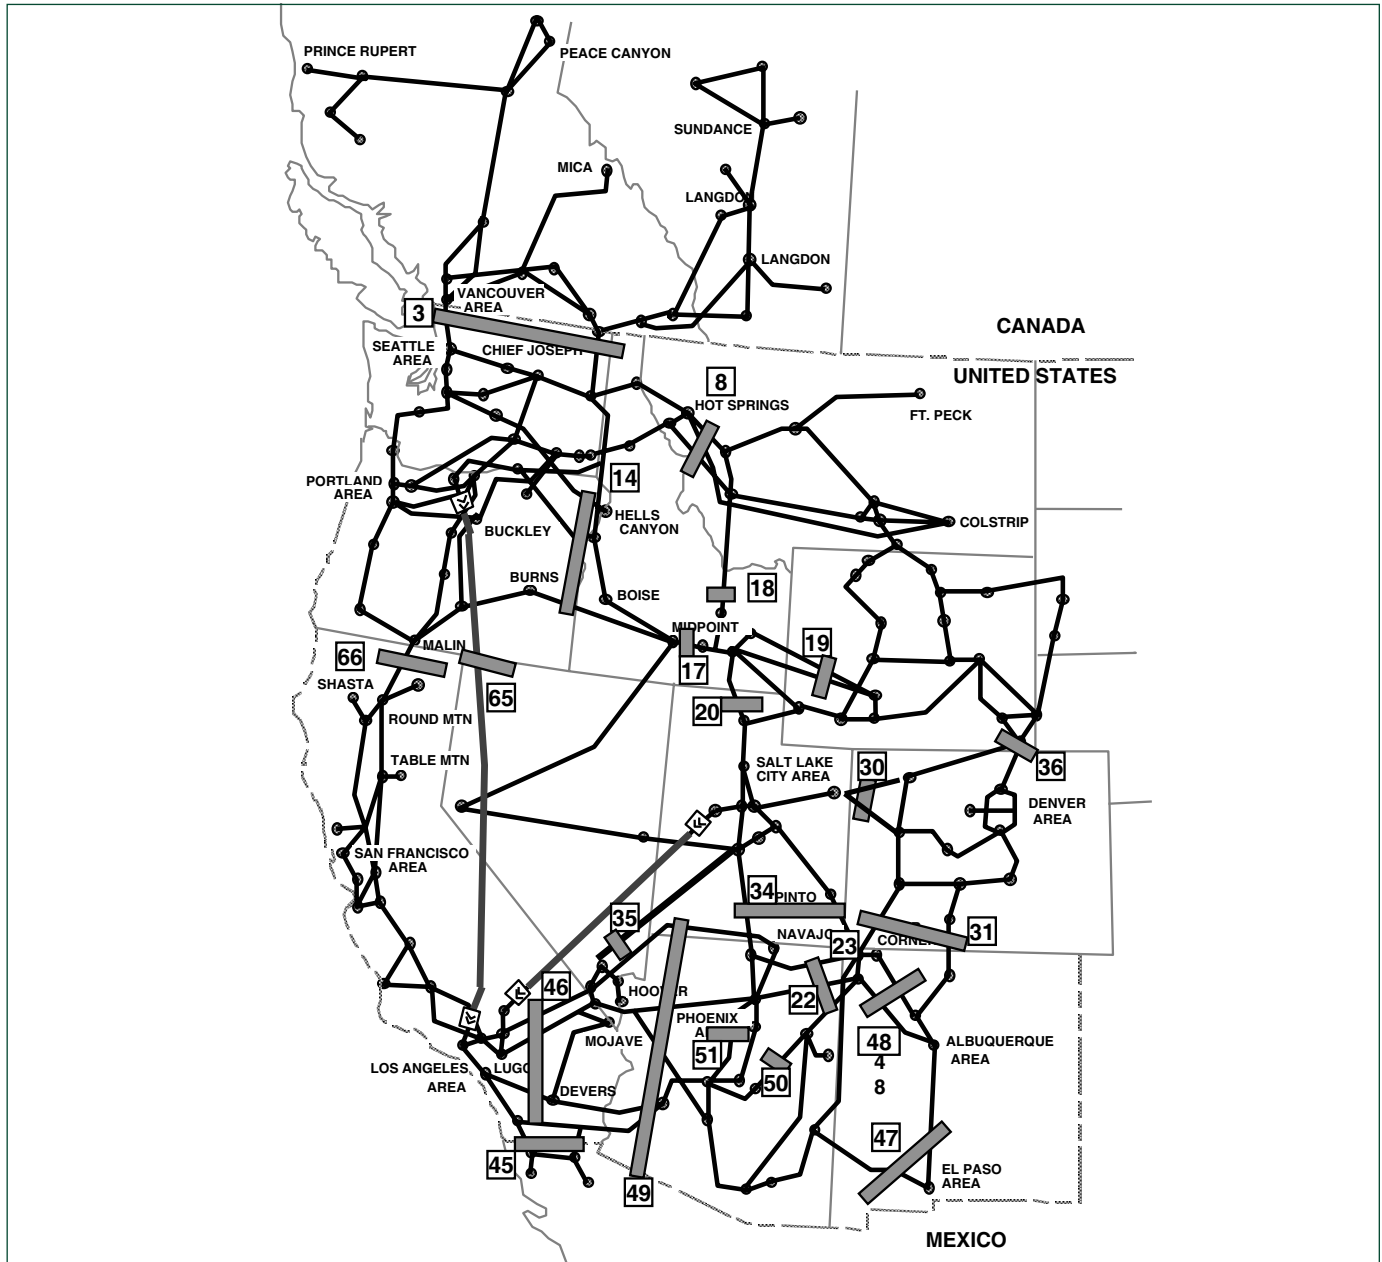 PRINCE RUPERT
PEACE CANYON
SUNDANCE
MICA
LANGDON
LANGDON
VANCOUVER
AREA
3
CANADA
SEATTLE
AREA
CHIEF JOSEPH
UNITED STATES
8
HOT SPRINGS
FT. PECK
14
PORTLAND
AREA
HELLS
CANYON
COLSTRIP
BUCKLEY
BURNS
BOISE
18
MIDPOINT
MALIN
66
19
17
65
SHASTA
20
ROUND MTN
TABLE MTN
SALT LAKE
CITY AREA
30
36
DENVER
AREA
SAN FRANCISCO
AREA
34
PINTO
35
NAVAJO
23
CORNER
31
46
HOOVER
22
PHOENIX
MOJAVE
51
48
4
8
ALBUQUERQUE
AREA
LOS ANGELES
AREA
LUGO
50
DEVERS
47
45
49
EL PASO
AREA
MEXICO